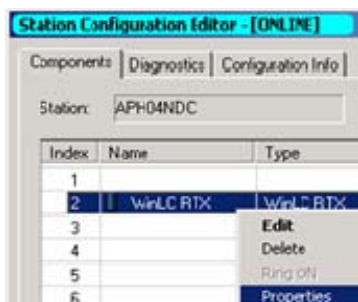 Station Configuration Editor - [ONLINE]
Components Diagnostics Configuration Info
Station: APH04NDC
Index Name Type
1
2 WinLC RTX WinLC RTX
3 Edit
4 Delete
5 Ring ON
6 Properties